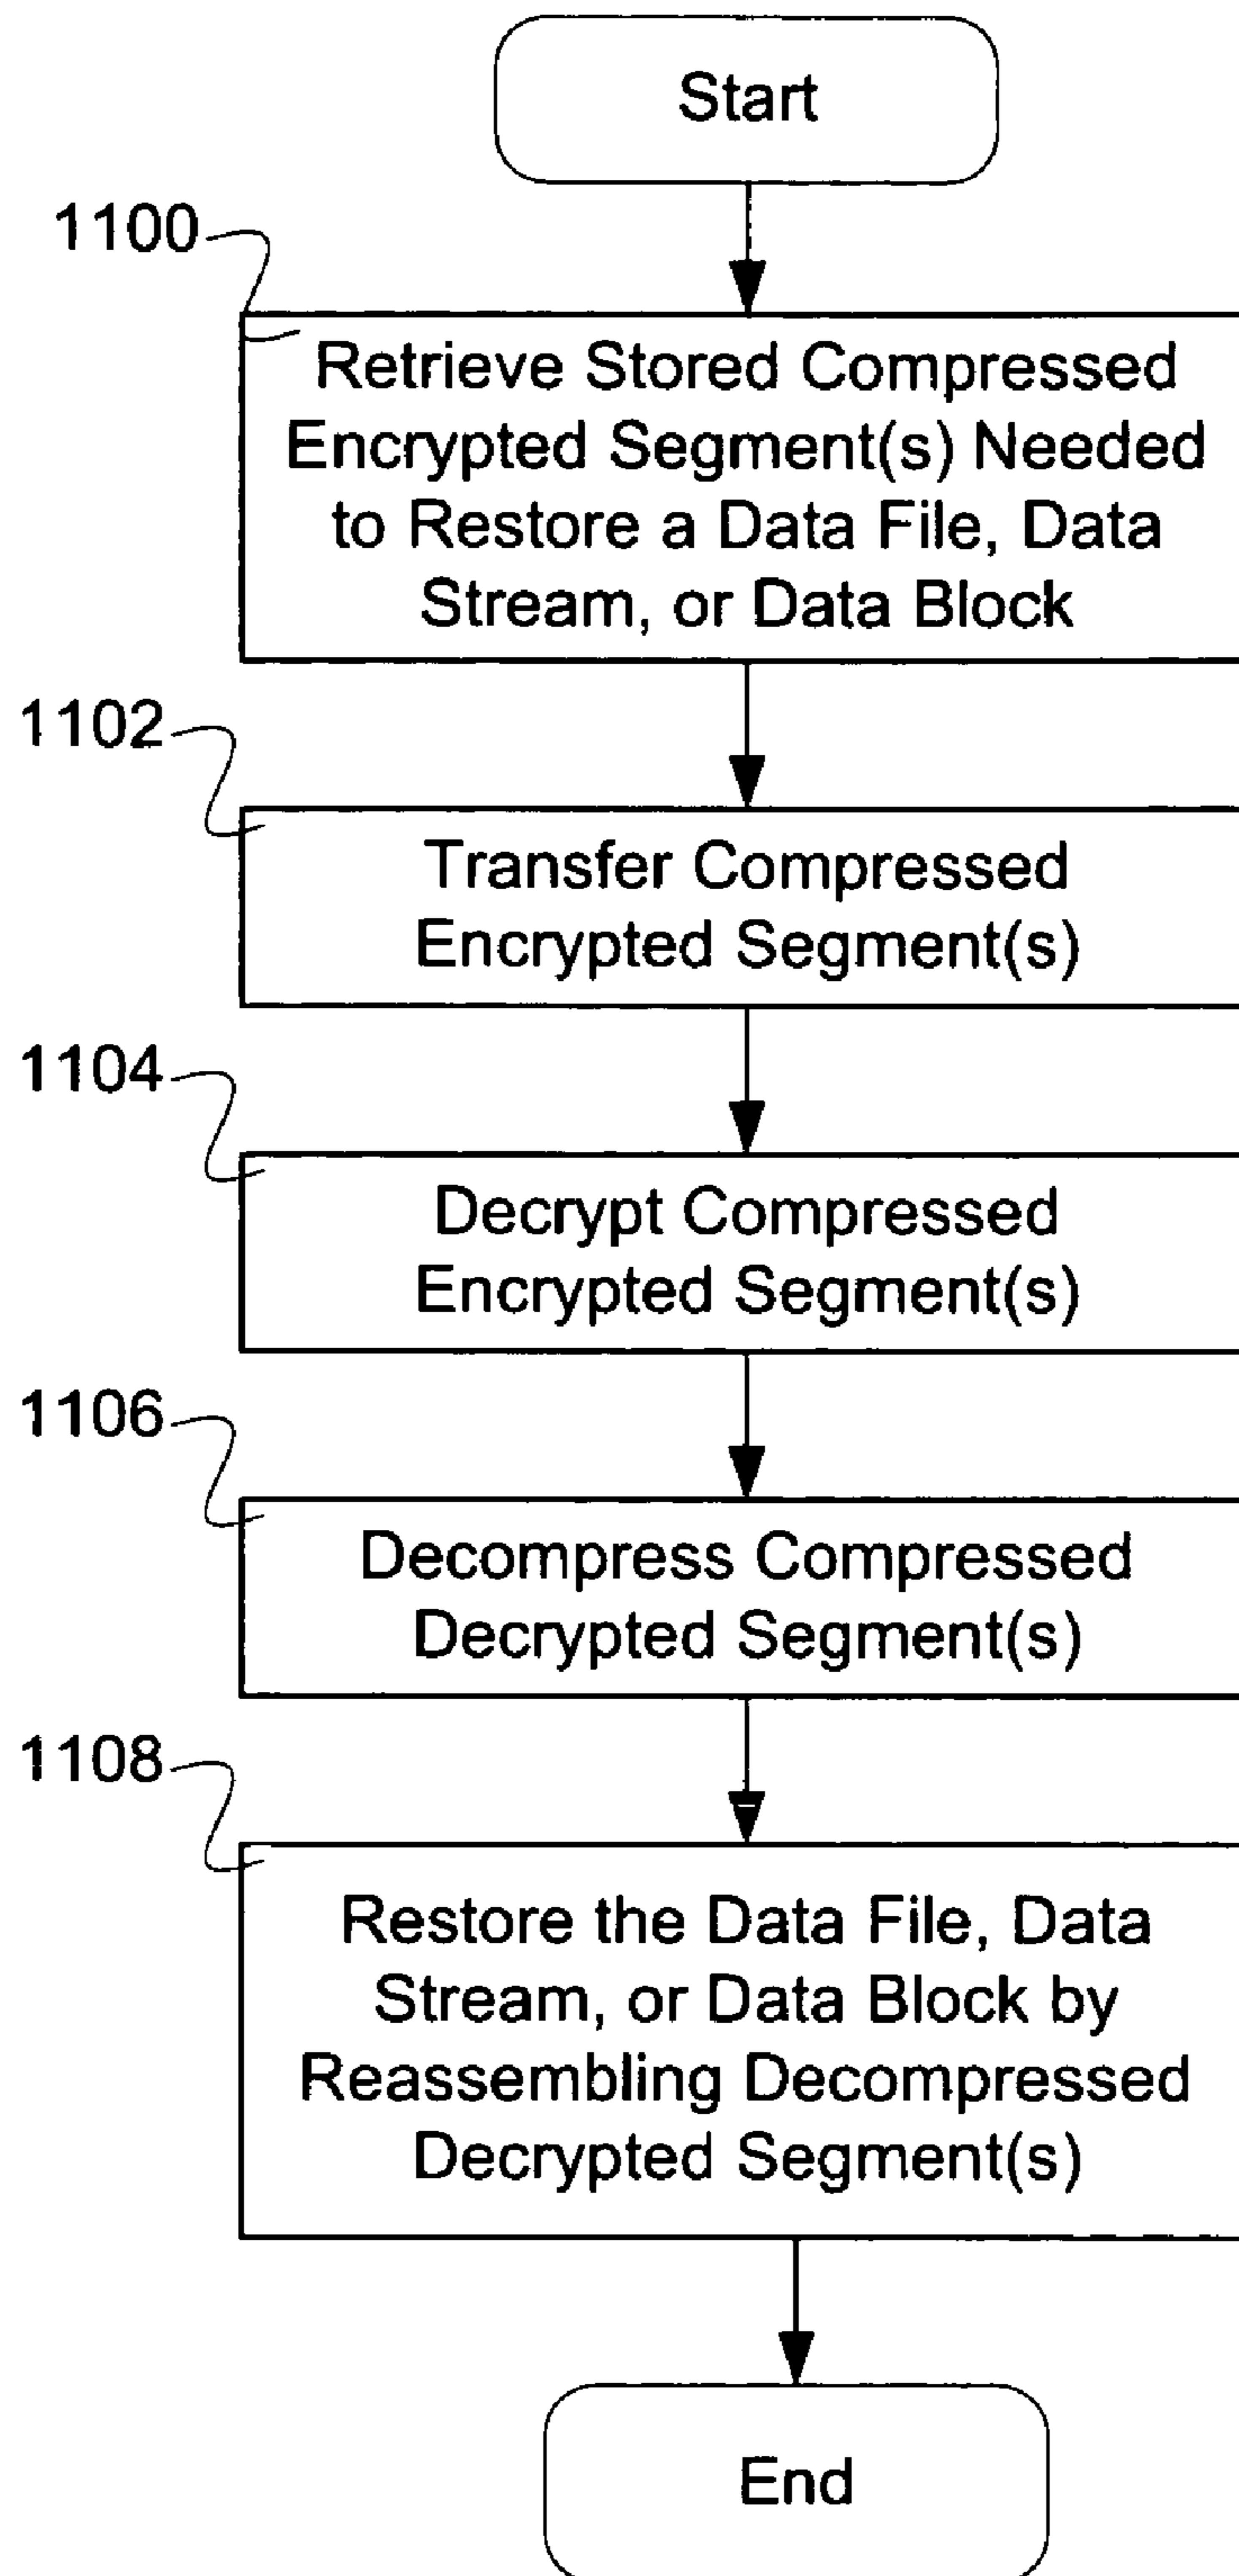 Start
1100
Retrieve Stored Compressed
Encrypted Segment(s) Needed
to Restore a Data File, Data
Stream, or Data Block
1102
Transfer Compressed
Encrypted Segment(s)
1104
Decrypt Compressed
Encrypted Segment(s)
1106
Decompress Compressed
Decrypted Segment(s)
1108
Restore the Data File, Data
Stream, or Data Block by
Reassembling Decompressed
Decrypted Segment(s)
End